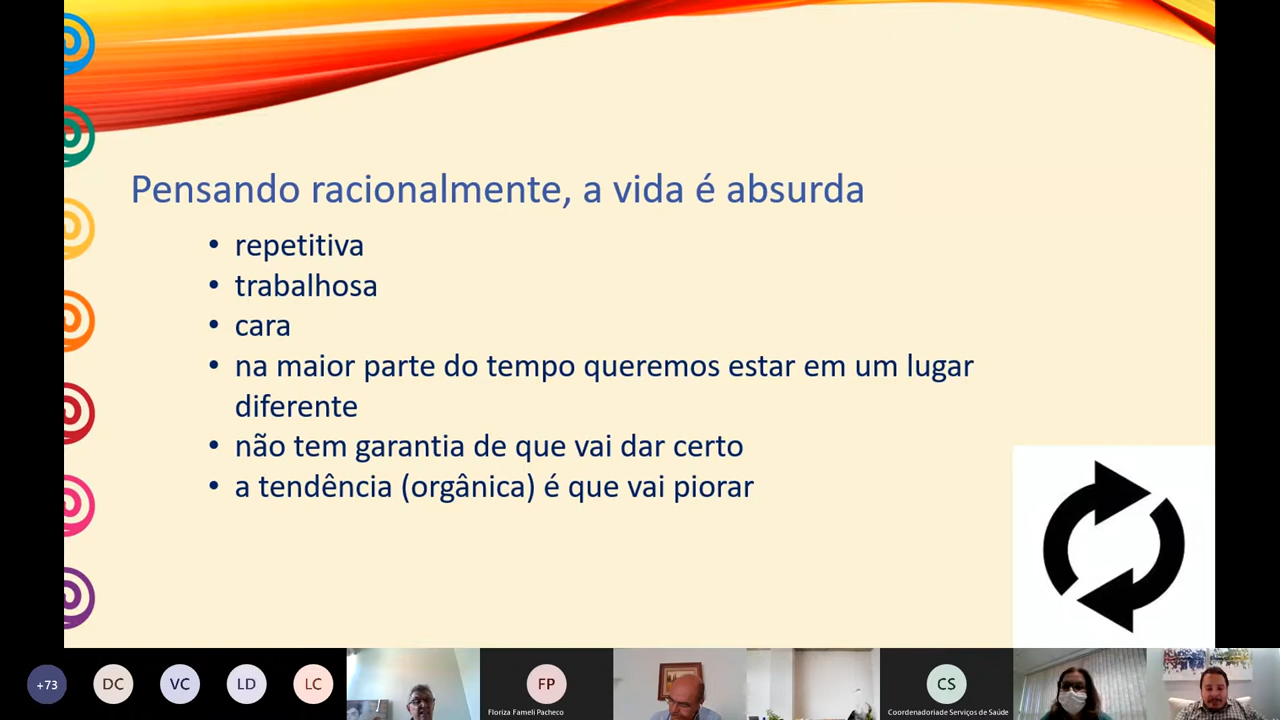 Pensando racionalmente, a vida é absurda
• repetitiva
• trabalhosa
• cara
• na maior parte do tempo queremos estar em um lugar
diferente
• não tem garantia de que vai dar certo
• a tendência (orgânica) é que vai piorar
+73
DC
VC
LD
LC
FP
Floriza Fameli Pacheco
CS
Coordenadoriade Serviços de Saúde